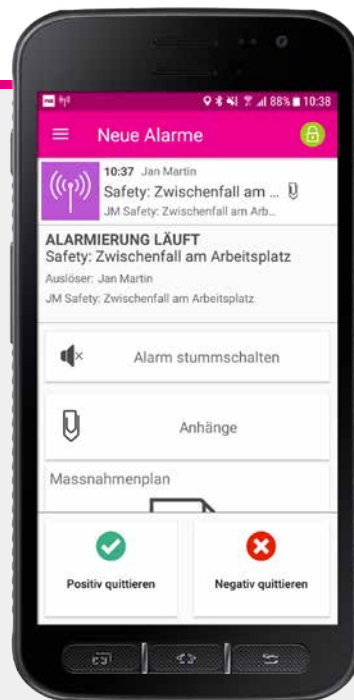 88% 10:38
Neue Alarme
10:37 Jan Martin
Safety: Zwischenfall am ...
JM Safety: Zwischenfall am Arb...
ALARMIERUNG LÄUFT
Safety: Zwischenfall am Arbeitsplatz
Auslöser: Jan Martin
JM Safety: Zwischenfall am Arbeitsplatz
Alarm stummschalten
Anhänge
Massnahmenplan
Positiv quittieren
Negativ quittieren